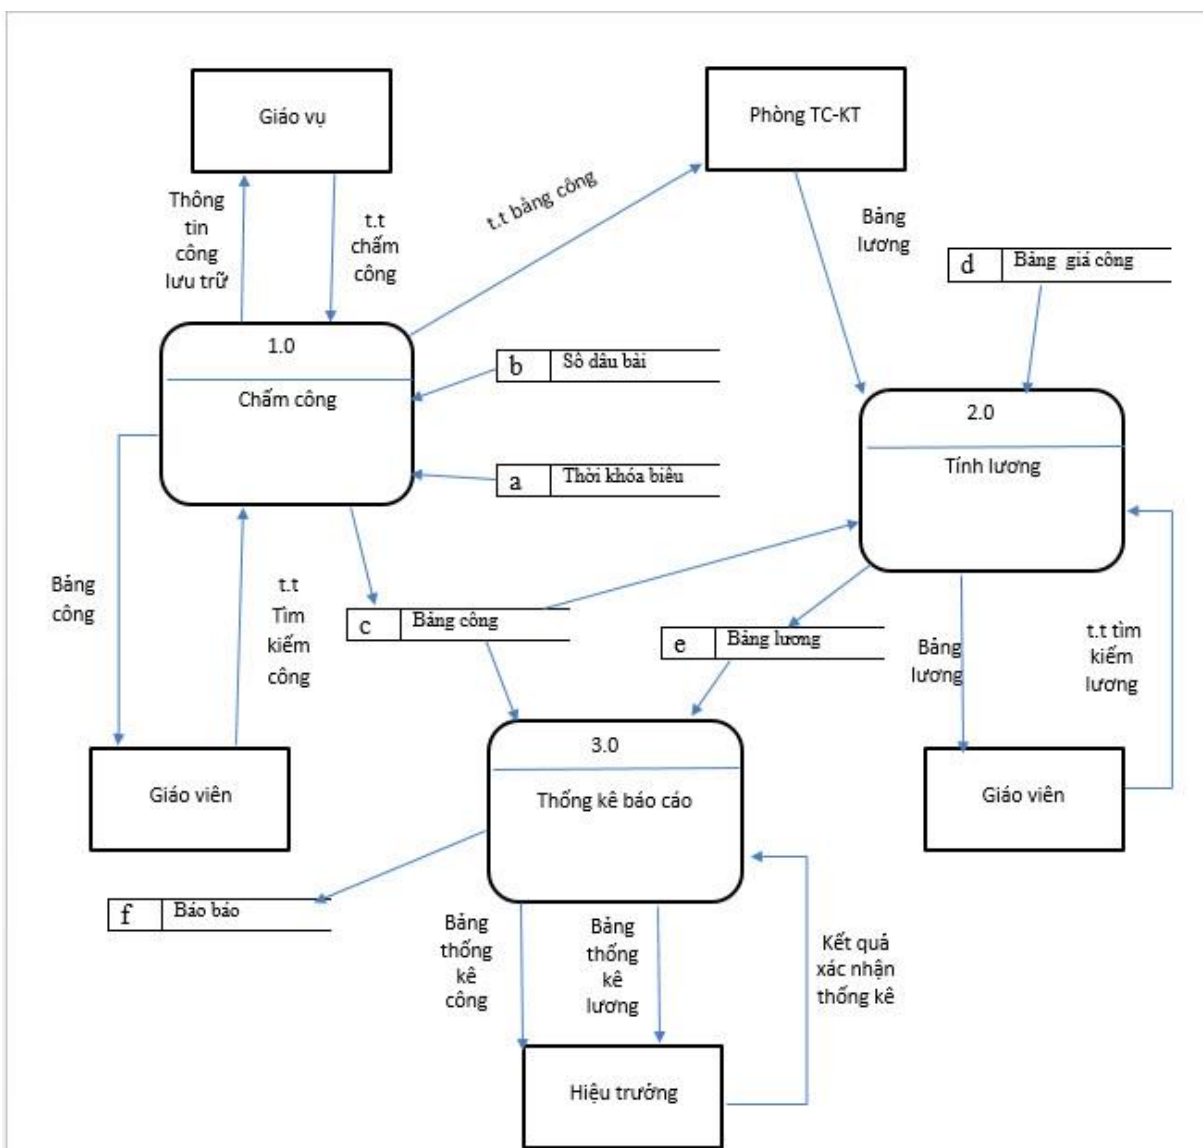 Giáo vụ
Phòng TC-KT
Thông
tin
công
lưu trữ
t.t
chấm
công
t.t bảng công
Bảng
lương
d Bảng giá công
1.0
Chấm công
b Sô dâu bài
2.0
Tính lương
a Thời khóa biêu
Bảng
công
t.t
Tìm
kiếm
công
c Bảng công
e Bảng lương
Bảng
lương
t.t tìm
kiếm
lương
3.0
Thống kê báo cáo
Giáo viên
Giáo viên
f Báo báo
Bảng
thống
kê
công
Bảng
thống
kê
lương
Kết quả
xác nhận
thống kê
Hiệu trưởng